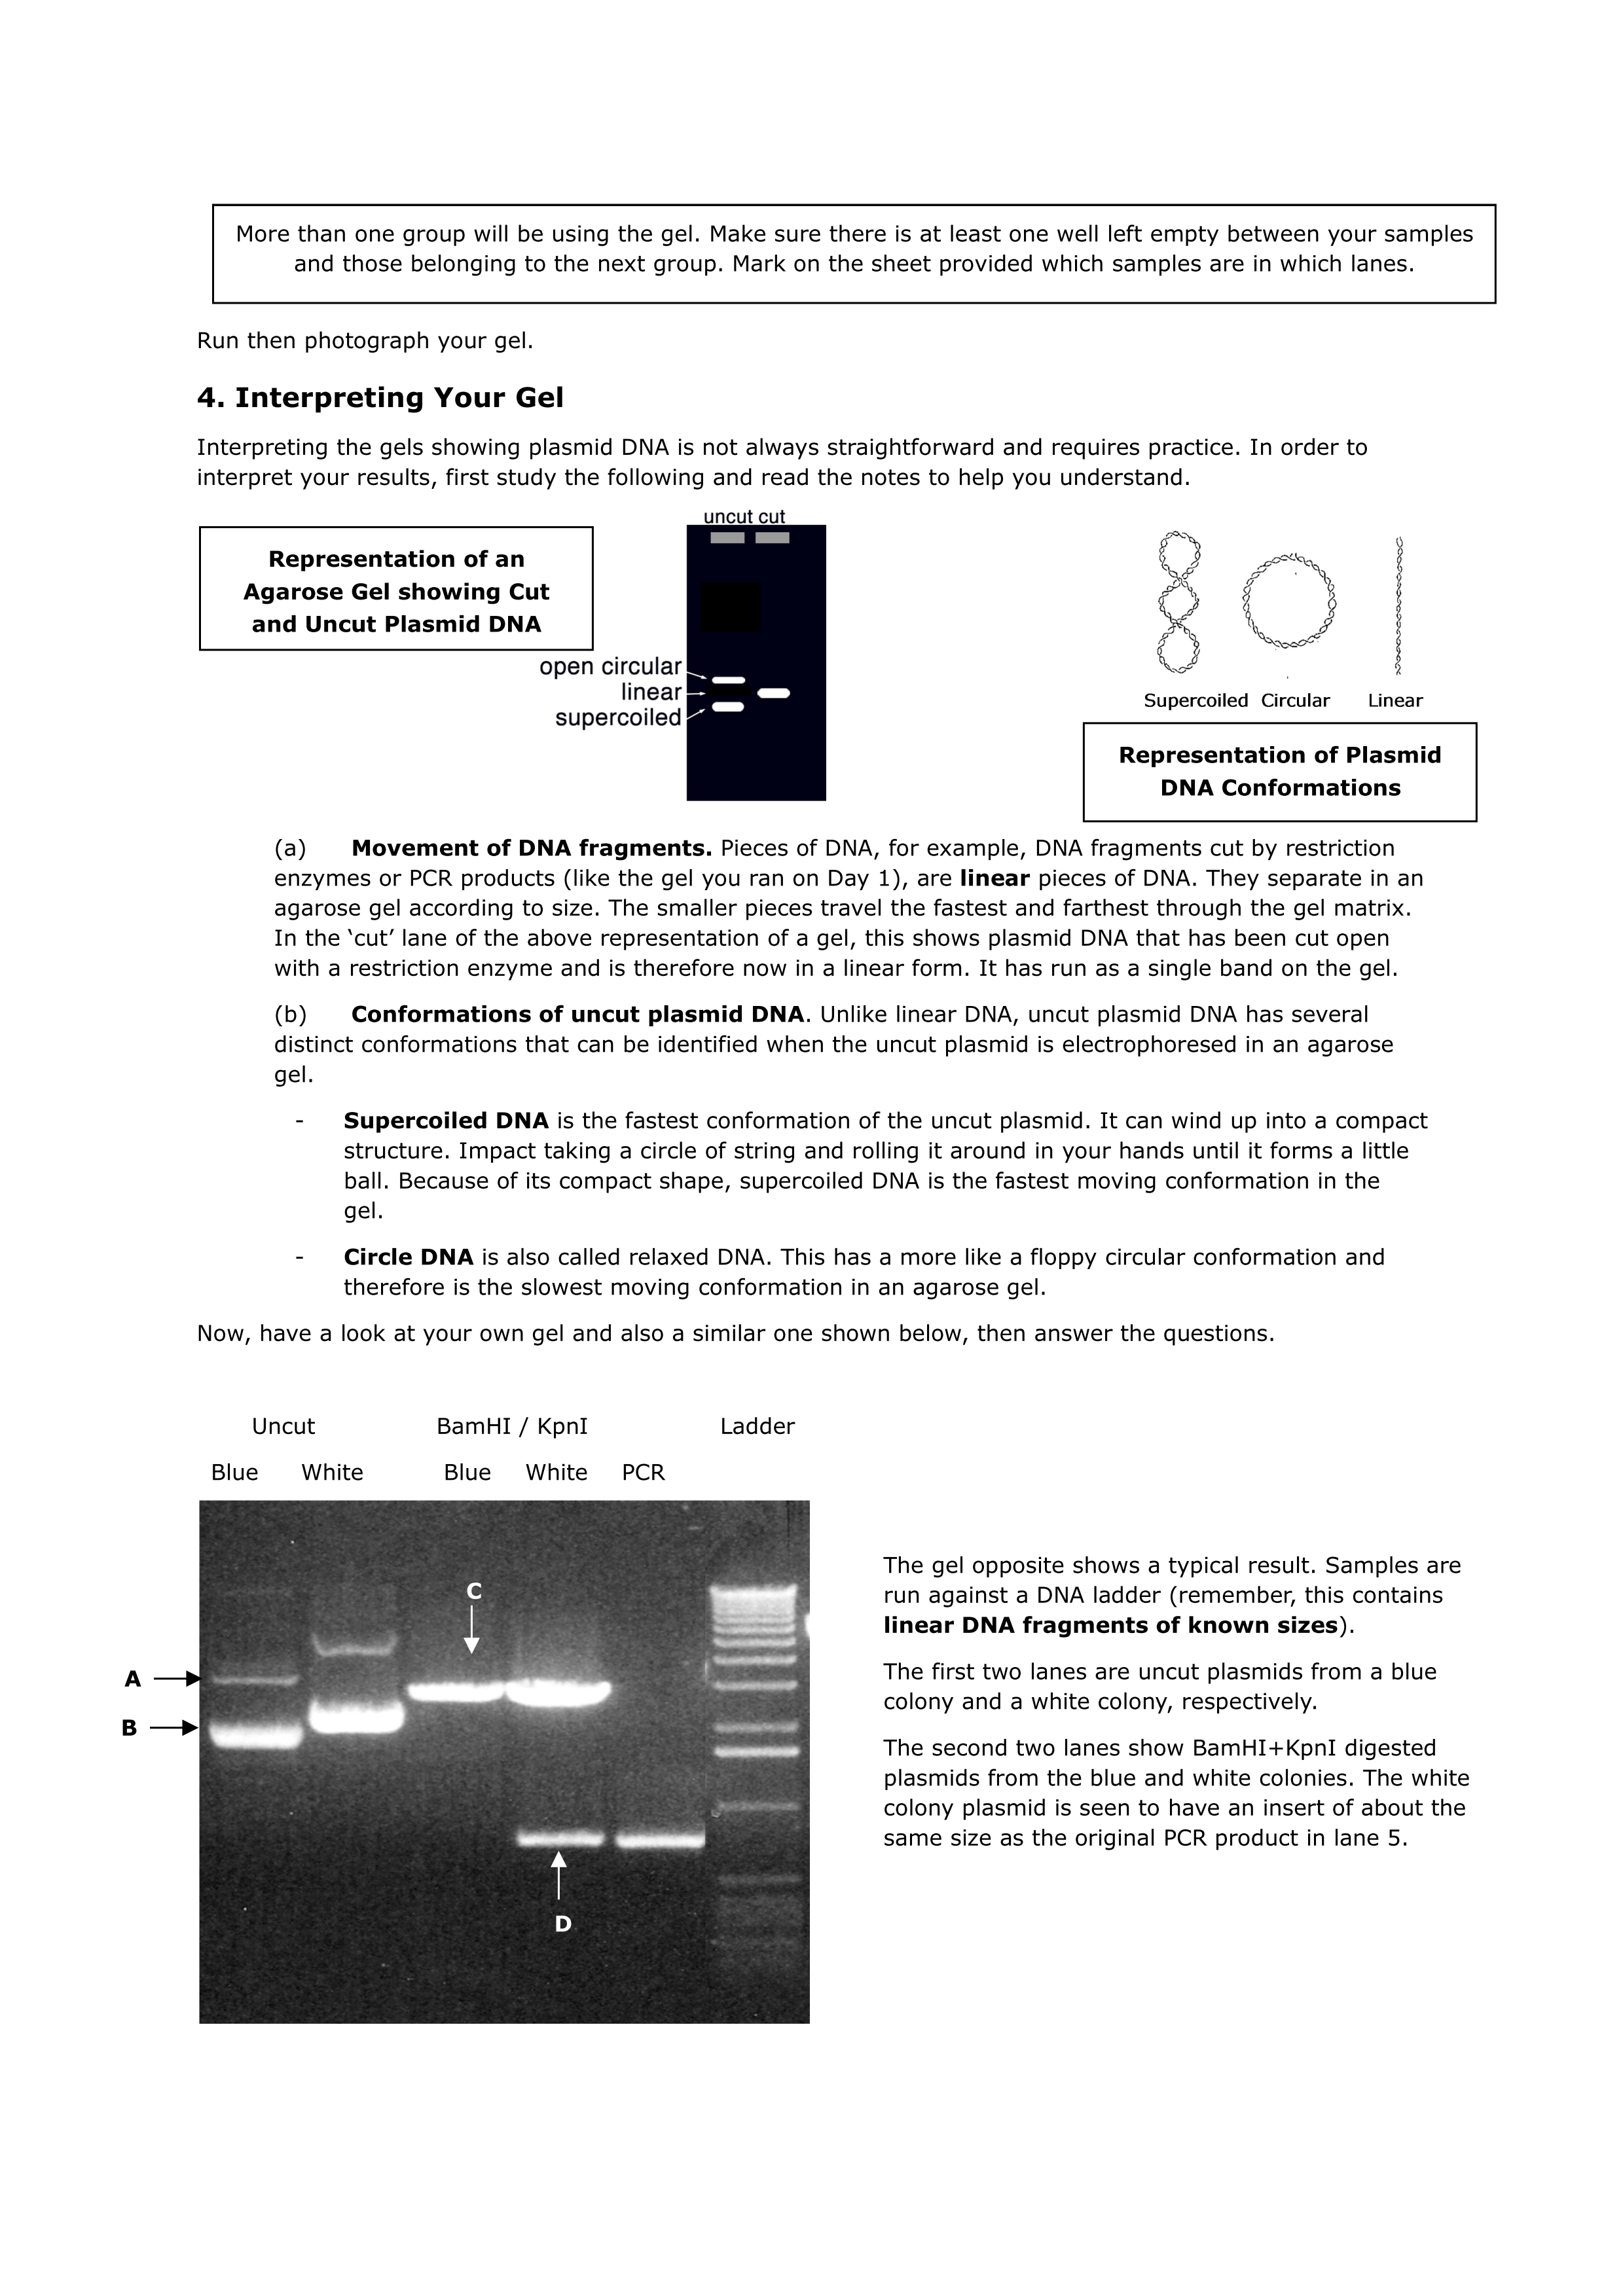 More than one group will be using the gel. Make sure there is at least one well left empty between your samples
and those belonging to the next group. Mark on the sheet provided which samples are in which lanes.
Run then photograph your gel.
4. Interpreting Your Gel
Interpreting the gels showing plasmid DNA is not always straightforward and requires practice. In order to
interpret your results, first study the following and read the notes to help you understand.
Representation of an
Agarose Gel showing Cut
and Uncut Plasmid DNA
uncut cut
open circular
linear
supercoiled
Supercoiled Circular Linear
Representation of Plasmid
DNA Conformations
(a) Movement of DNA fragments. Pieces of DNA, for example, DNA fragments cut by restriction
enzymes or PCR products (like the gel you ran on Day 1), are linear pieces of DNA. They separate in an
agarose gel according to size. The smaller pieces travel the fastest and farthest through the gel matrix.
In the ‘cut’ lane of the above representation of a gel, this shows plasmid DNA that has been cut open
with a restriction enzyme and is therefore now in a linear form. It has run as a single band on the gel.
(b) Conformations of uncut plasmid DNA. Unlike linear DNA, uncut plasmid DNA has several
distinct conformations that can be identified when the uncut plasmid is electrophoresed in an agarose
gel.
- Supercoiled DNA is the fastest conformation of the uncut plasmid. It can wind up into a compact
structure. Impact taking a circle of string and rolling it around in your hands until it forms a little
ball. Because of its compact shape, supercoiled DNA is the fastest moving conformation in the
gel.
- Circle DNA is also called relaxed DNA. This has a more like a floppy circular conformation and
therefore is the slowest moving conformation in an agarose gel.
Now, have a look at your own gel and also a similar one shown below, then answer the questions.
Uncut BamHI / KpnI Ladder
Blue White Blue White PCR
C
A
B
D
The gel opposite shows a typical result. Samples are
run against a DNA ladder (remember, this contains
linear DNA fragments of known sizes).
The first two lanes are uncut plasmids from a blue
colony and a white colony, respectively.
The second two lanes show BamHI+KpnI digested
plasmids from the blue and white colonies. The white
colony plasmid is seen to have an insert of about the
same size as the original PCR product in lane 5.